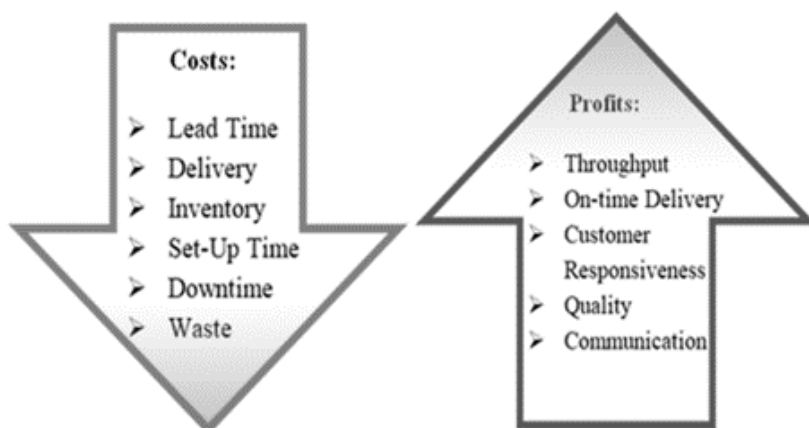 Costs:
➢ Lead Time
➢ Delivery
➢ Inventory
➢ Set-Up Time
➢ Downtime
➢ Waste
Profits:
➢ Throughput
➢ On-time Delivery
➢ Customer
Responsiveness
➢ Quality
➢ Communication